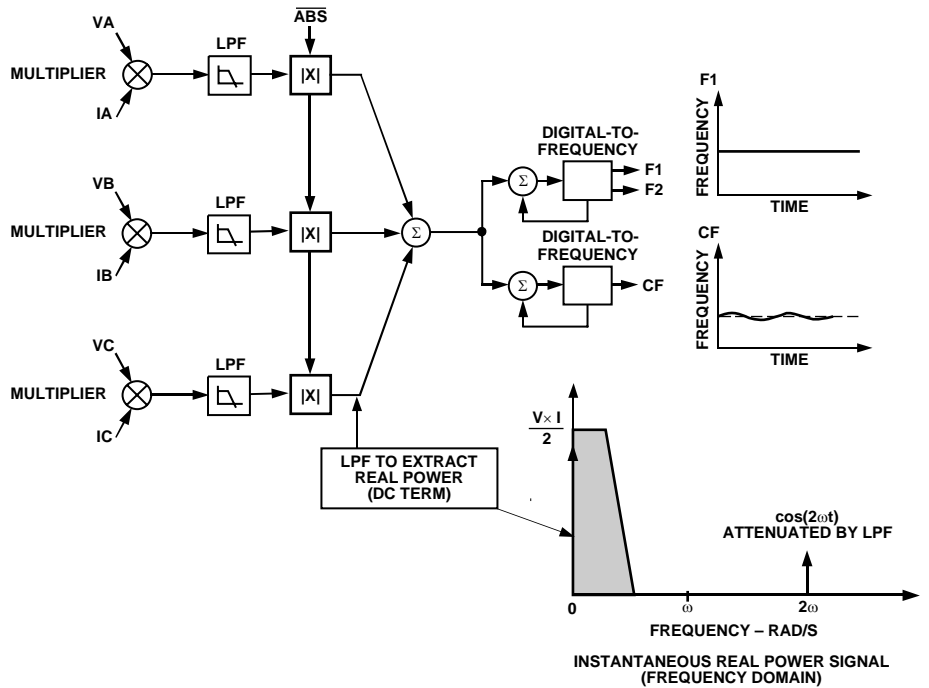 VA
ABS
LPF
MULTIPLIER
|X|
IA
F1
FREQUENCY
TIME
DIGITAL-TO-
FREQUENCY
Σ
F1
F2
VB
LPF
MULTIPLIER
|X|
Σ
IB
DIGITAL-TO-
FREQUENCY
Σ
CF
CF
FREQUENCY
TIME
VC
LPF
MULTIPLIER
|X|
IC
LPF TO EXTRACT
REAL POWER
(DC TERM)
V × I
2
cos(2ωt)
ATTENUATED BY LPF
0
ω
2ω
FREQUENCY – RAD/S
INSTANTANEOUS REAL POWER SIGNAL
(FREQUENCY DOMAIN)